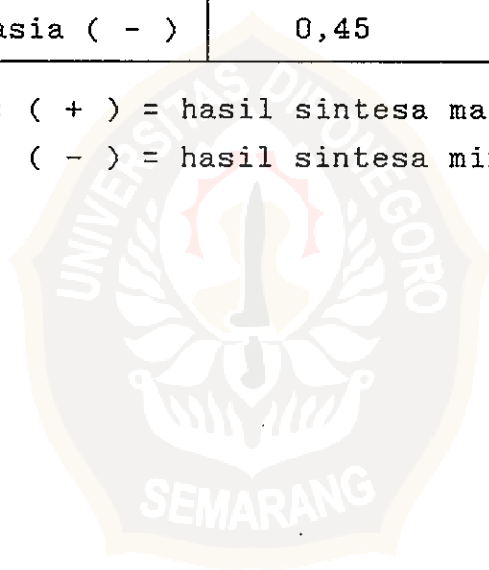 asia ( - ) 0,45
( + ) = hasil sintesa ma
( - ) = hasil sintesa mi
UNIVERSITAS DIPONEGORO
SEMARANG